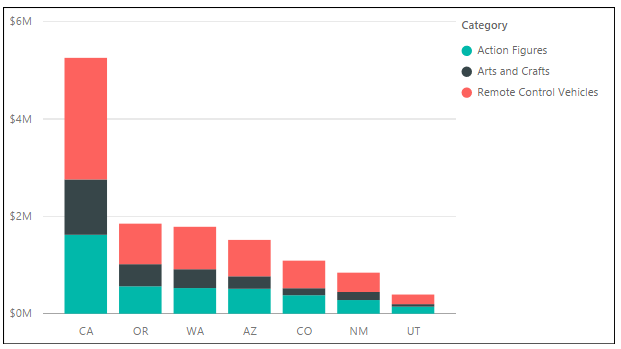 $6M
$4M
$2M
$0M
CA OR WA AZ CO NM UT
Category
Action Figures
Arts and Crafts
Remote Control Vehicles